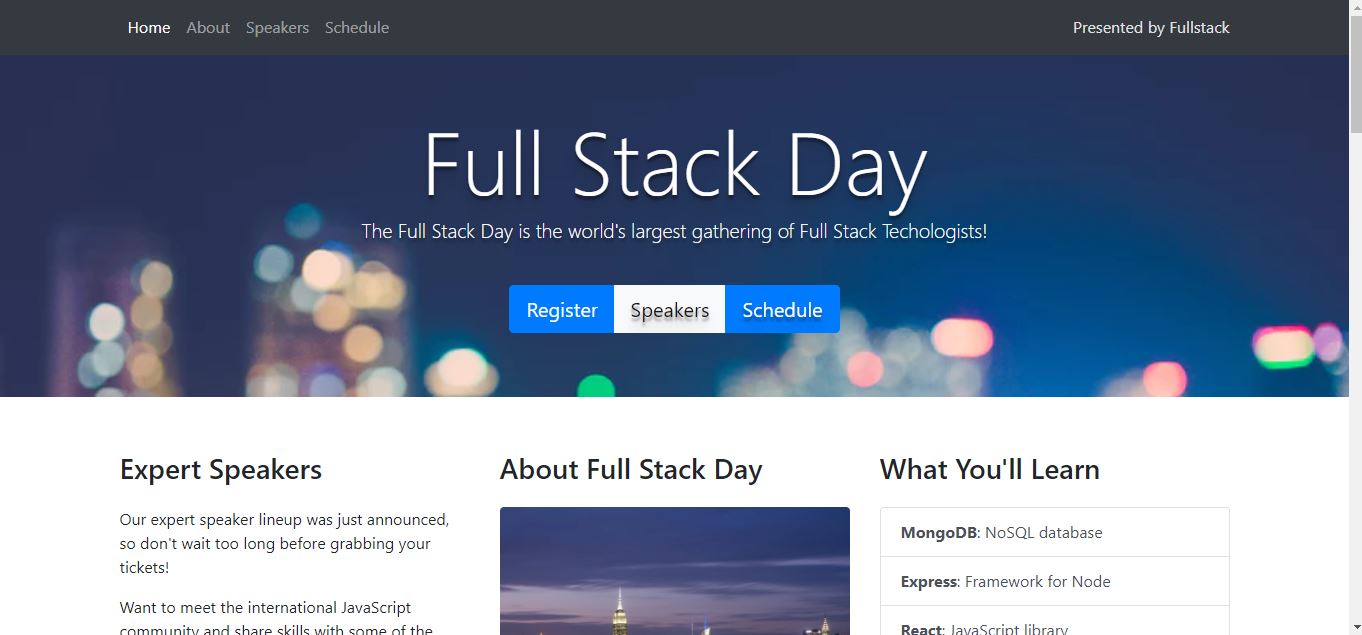 Home About Speakers Schedule Presented by Fullstack
Full Stack Day
The Full Stack Day is the world's largest gathering of Full Stack Techologists!
Register Speakers Schedule
Expert Speakers
Our expert speaker lineup was just announced,
so don't wait too long before grabbing your
tickets!
Want to meet the international JavaScript
community and share skills with some of the
About Full Stack Day
What You'll Learn
MongoDB: NoSQL database
Express: Framework for Node
React: JavaScript library